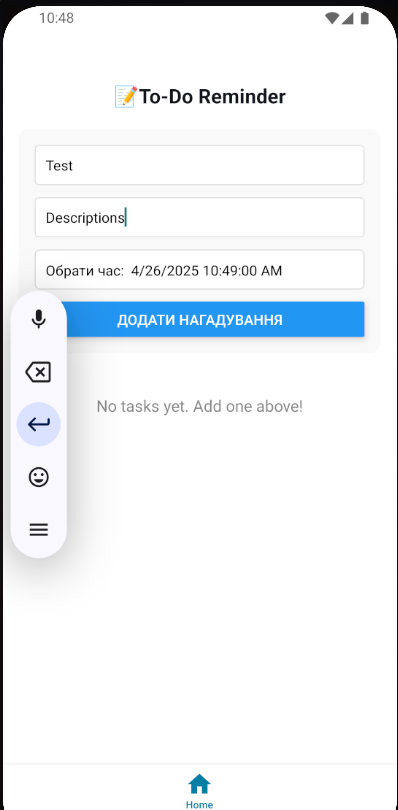 10:48
📝To-Do Reminder
Test
Descriptions
Обрати час: 4/26/2025 10:49:00 AM
ДОДАТИ НАГАДУВАННЯ
No tasks yet. Add one above!
Home